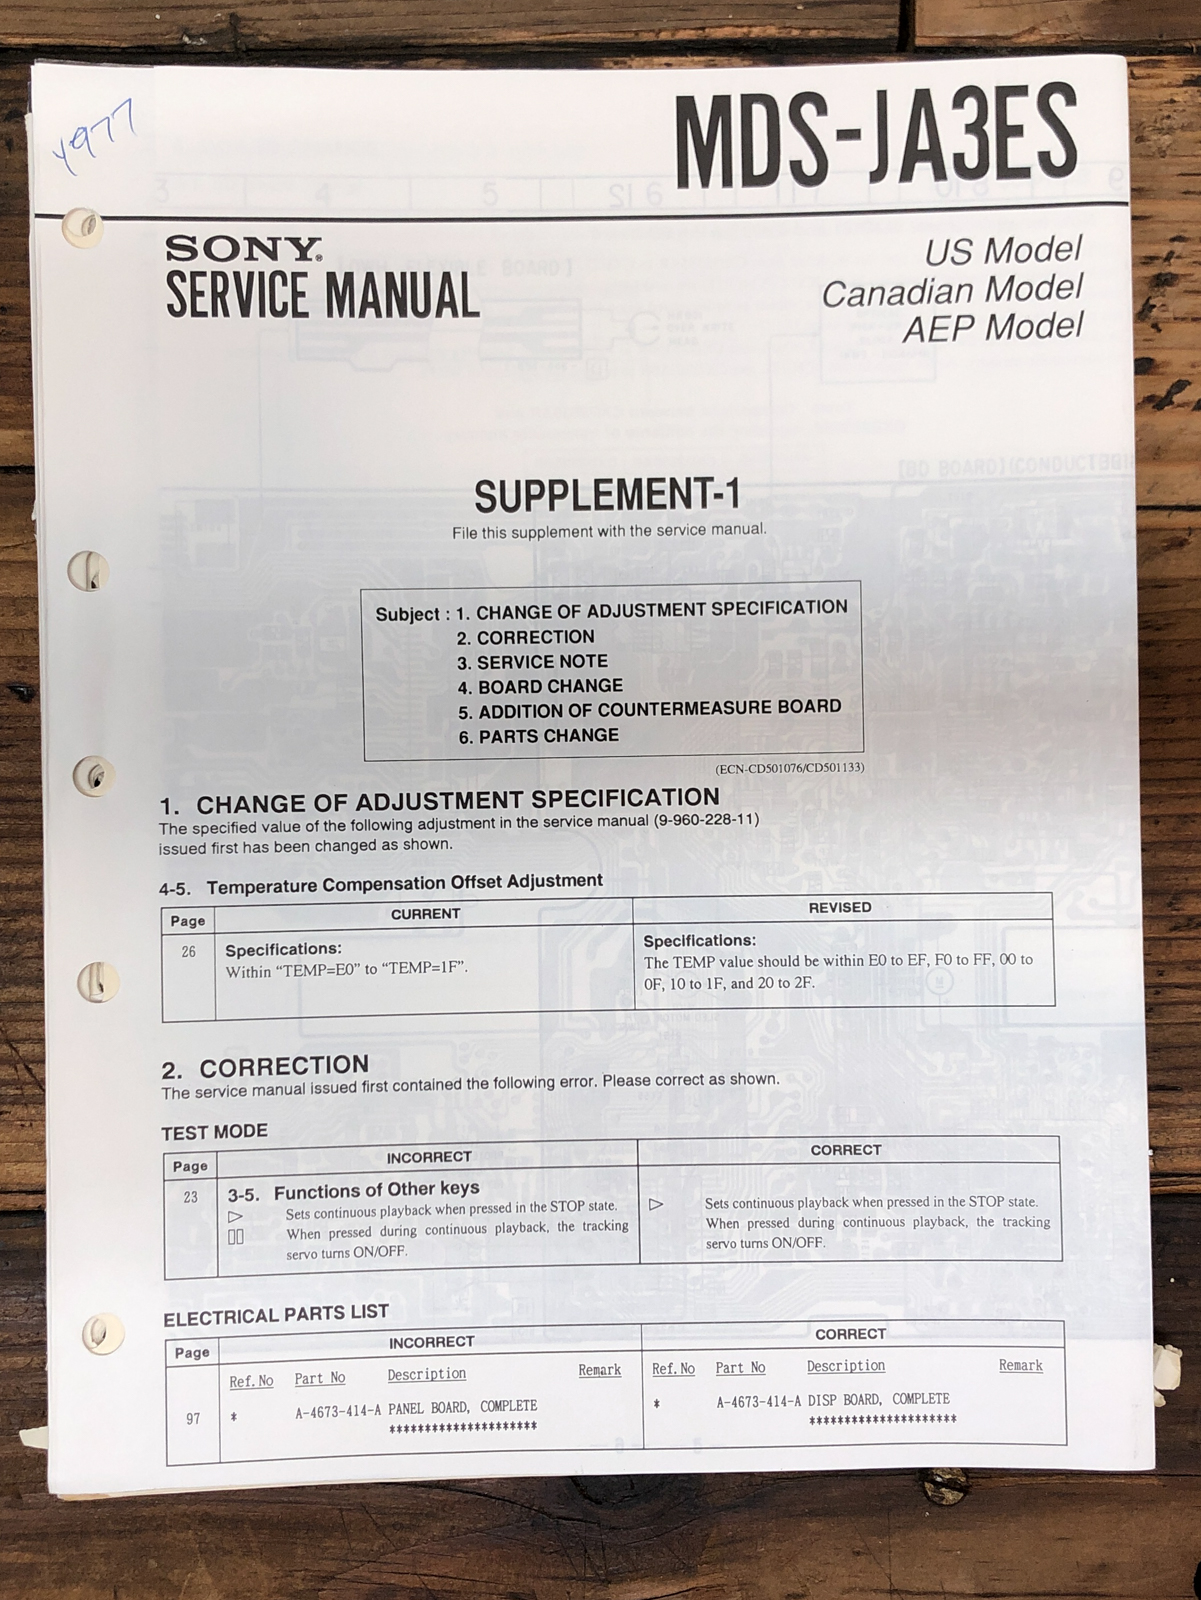 y977
MDS-JA3ES
SONY®
SERVICE MANUAL
US Model
Canadian Model
AEP Model
SUPPLEMENT-1
File this supplement with the service manual.
Subject : 1. CHANGE OF ADJUSTMENT SPECIFICATION
2. CORRECTION
3. SERVICE NOTE
4. BOARD CHANGE
5. ADDITION OF COUNTERMEASURE BOARD
6. PARTS CHANGE
(ECN-CD501076/CD501133)
1. CHANGE OF ADJUSTMENT SPECIFICATION
The specified value of the following adjustment in the service manual (9-960-228-11)
issued first has been changed as shown.
4-5. Temperature Compensation Offset Adjustment
Page CURRENT REVISED
26 Specifications:
Within “TEMP=E0” to “TEMP=1F”.
Specifications:
The TEMP value should be within E0 to EF, F0 to FF, 00 to
0F, 10 to 1F, and 20 to 2F.
2. CORRECTION
The service manual issued first contained the following error. Please correct as shown.
TEST MODE
Page INCORRECT CORRECT
23 3-5. Functions of Other keys
▷ Sets continuous playback when pressed in the STOP state.
▯▯ When pressed during continuous playback, the tracking
servo turns ON/OFF.
▷ Sets continuous playback when pressed in the STOP state.
When pressed during continuous playback, the tracking
servo turns ON/OFF.
ELECTRICAL PARTS LIST
Page INCORRECT CORRECT
Ref. No Part No Description Remark
97 * A-4673-414-A PANEL BOARD, COMPLETE
*********************
Ref. No Part No Description Remark
* A-4673-414-A DISP BOARD, COMPLETE
*********************